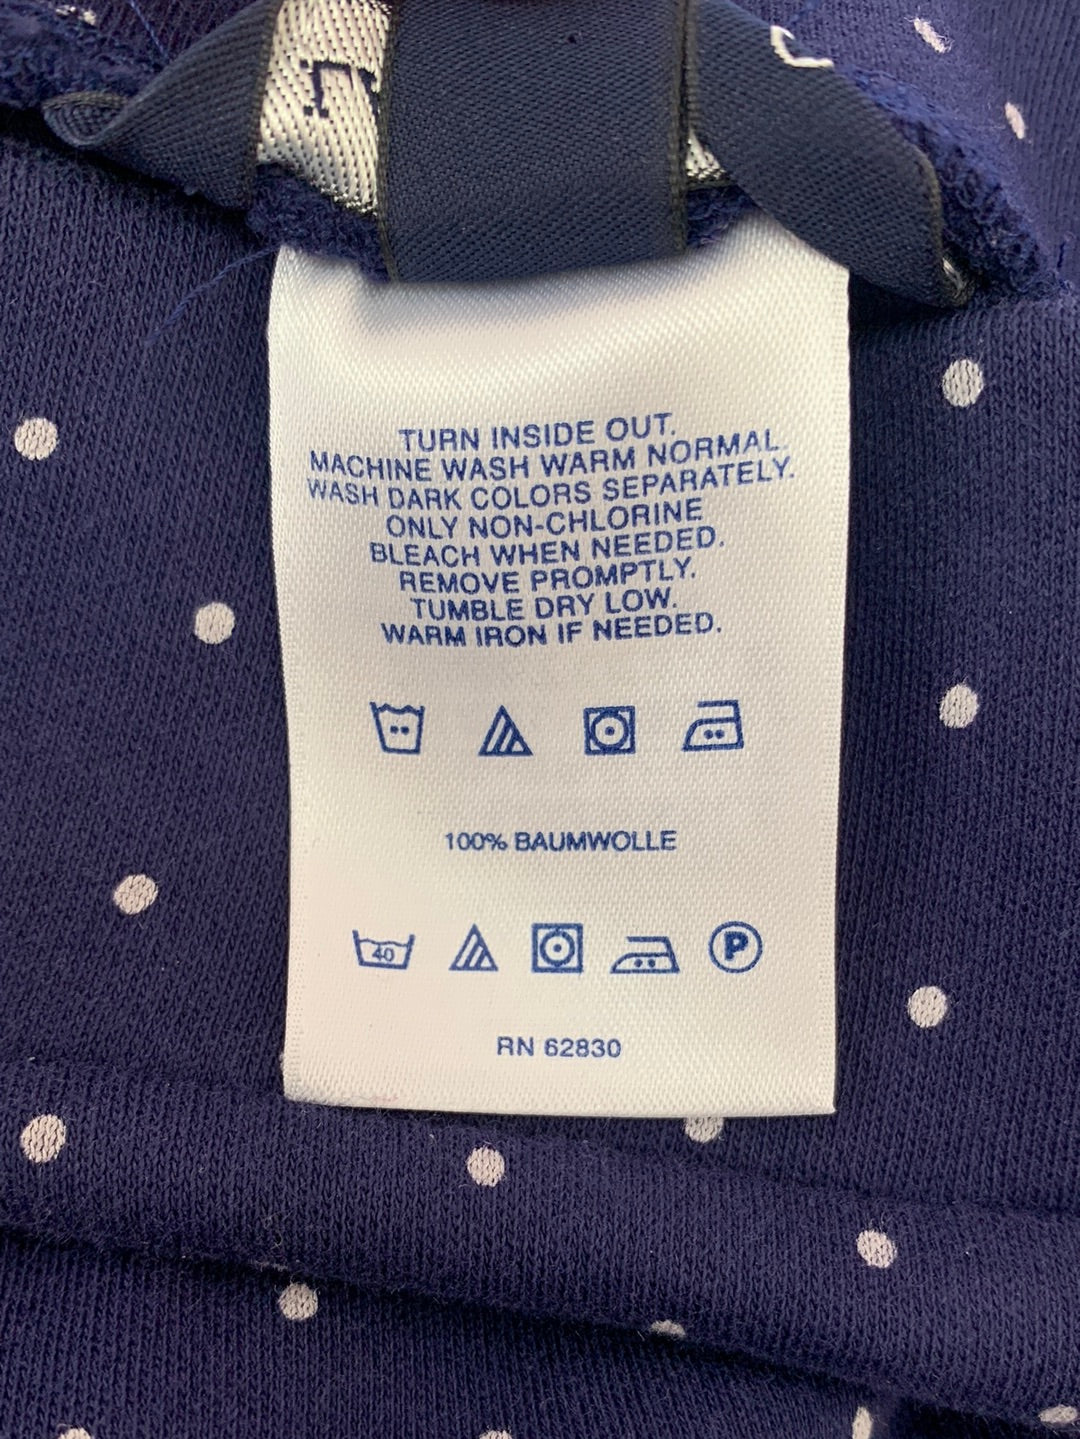 TURN INSIDE OUT.
MACHINE WASH WARM NORMAL.
WASH DARK COLORS SEPARATELY.
ONLY NON-CHLORINE
BLEACH WHEN NEEDED.
REMOVE PROMPTLY.
TUMBLE DRY LOW.
WARM IRON IF NEEDED.
100% BAUMWOLLE
40
P
RN 62830